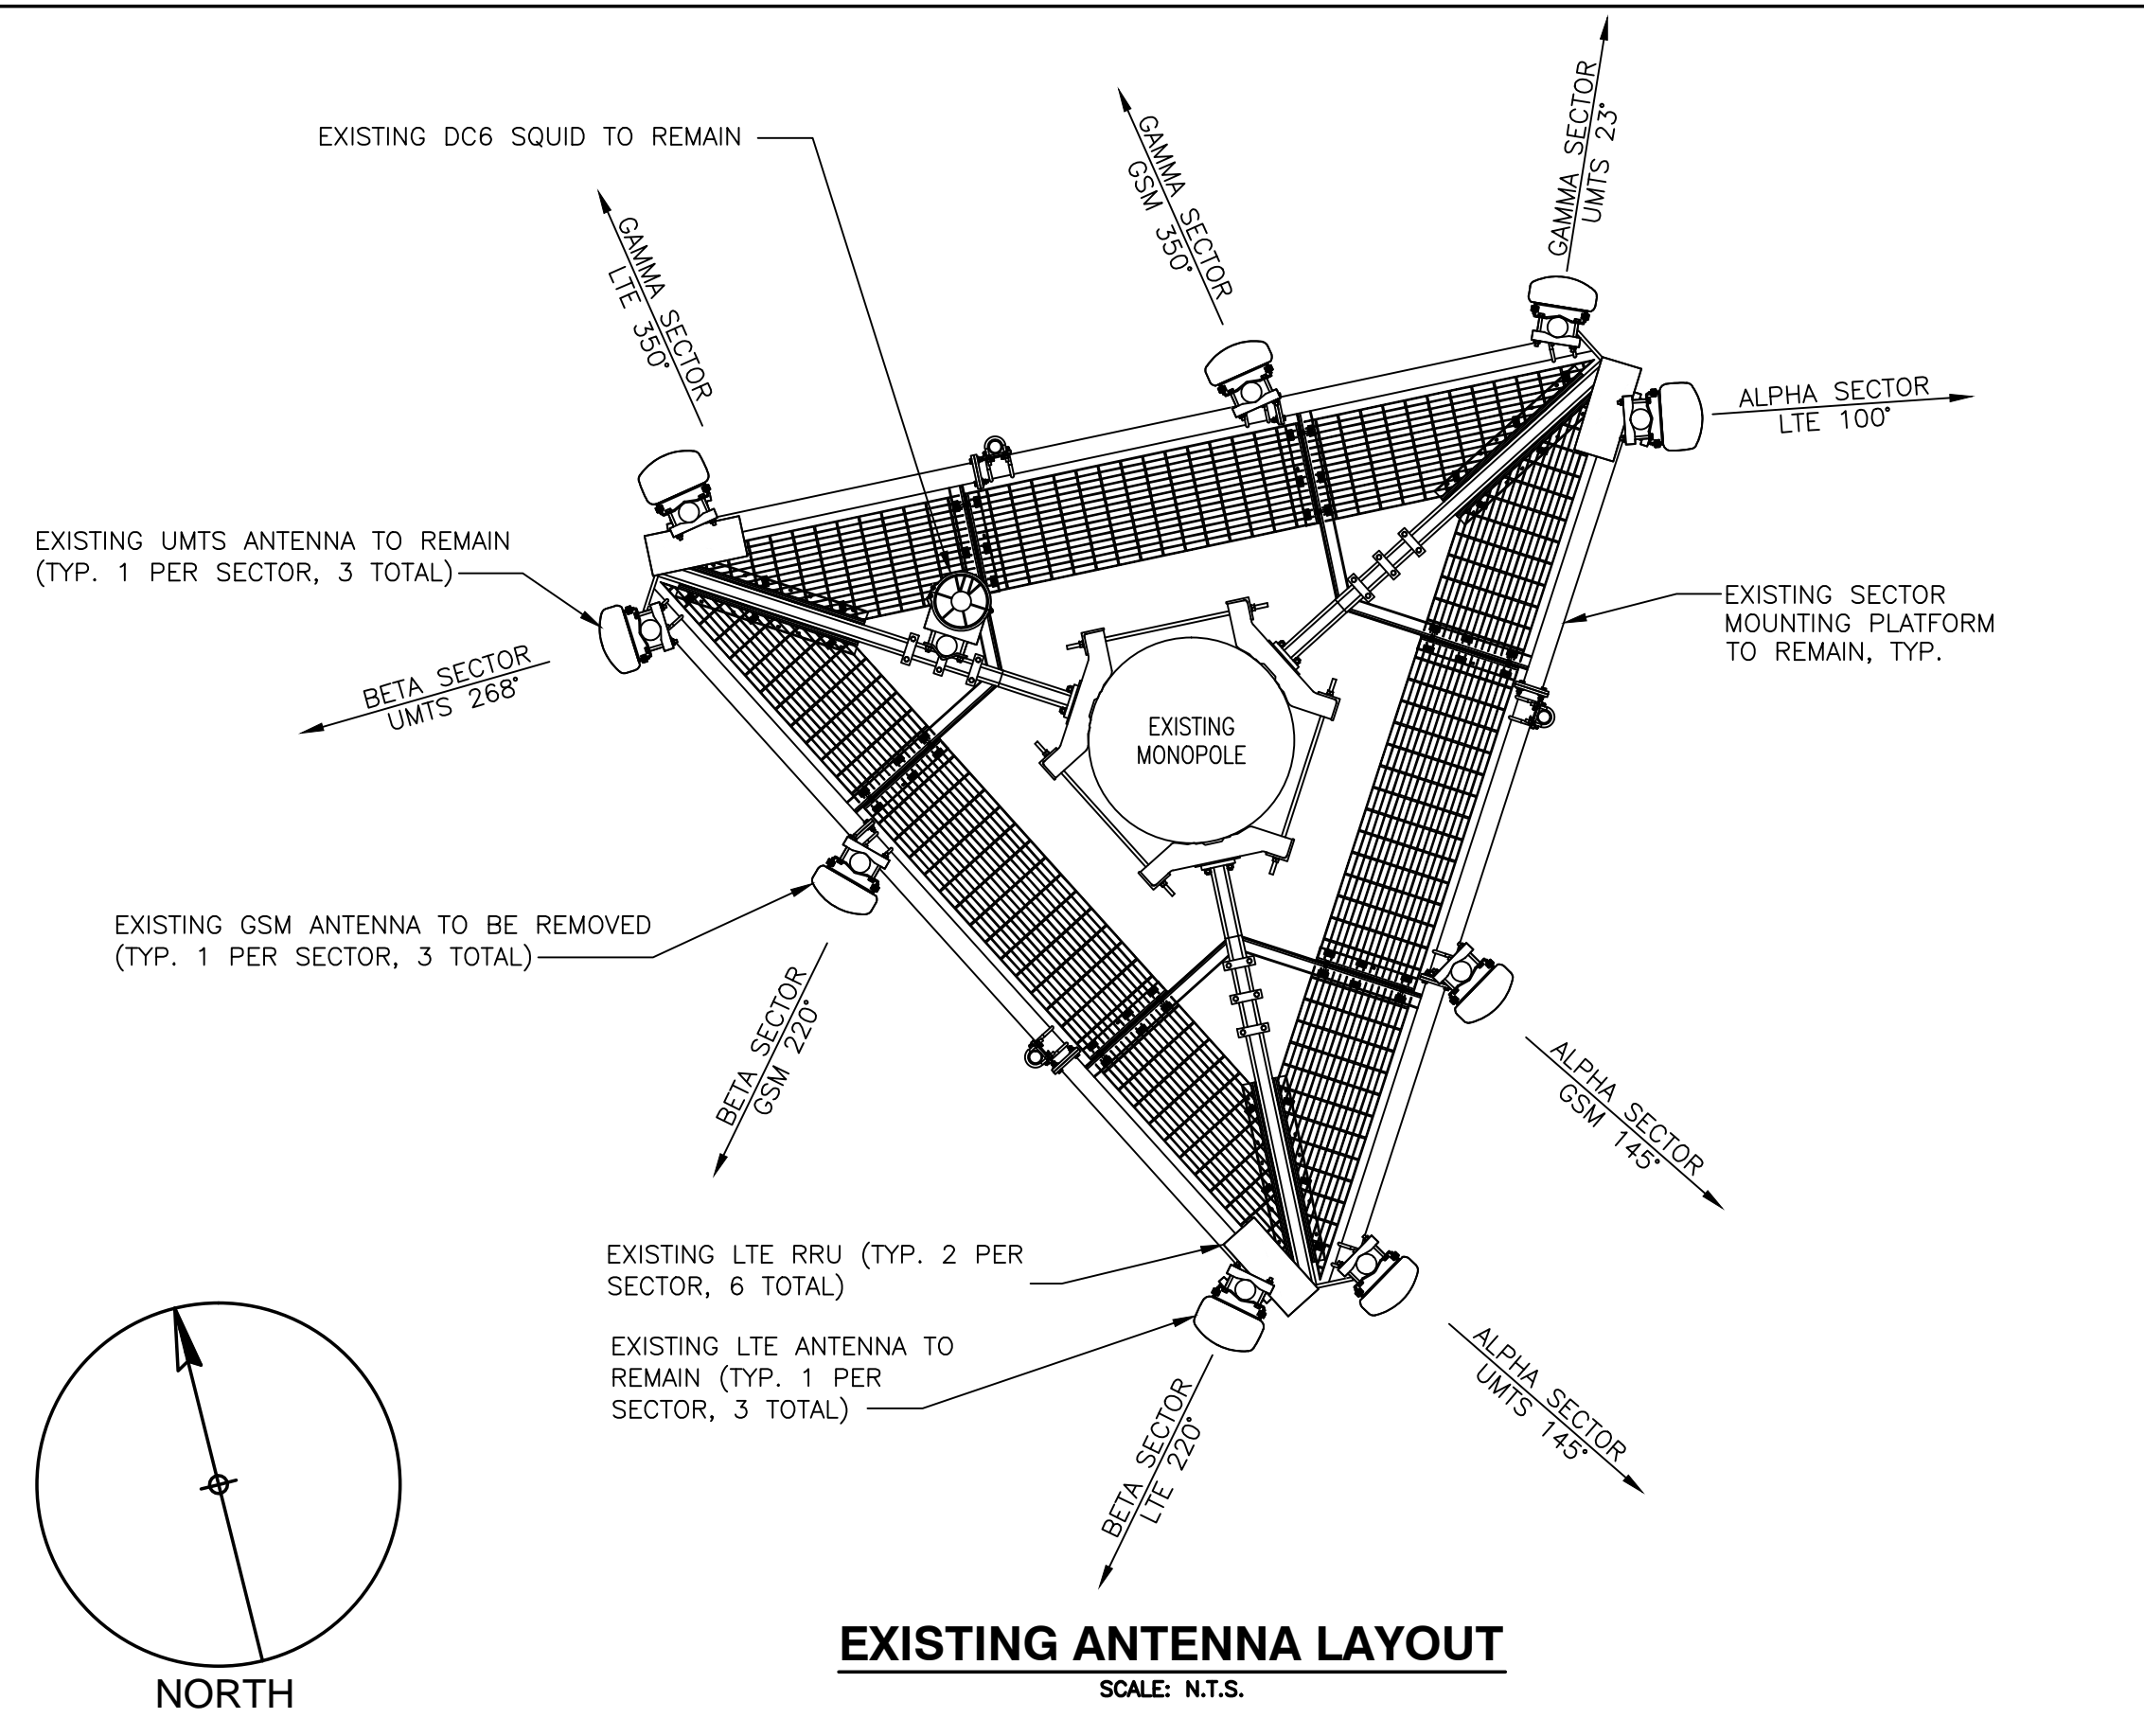 GAMMA SECTOR
UMTS 23°
GAMMA SECTOR
GSM 350°
EXISTING DC6 SQUID TO REMAIN
GAMMA SECTOR
LTE 350°
ALPHA SECTOR
LTE 100°
EXISTING UMTS ANTENNA TO REMAIN
(TYP. 1 PER SECTOR, 3 TOTAL)
EXISTING SECTOR
MOUNTING PLATFORM
TO REMAIN, TYP.
BETA SECTOR
UMTS 268°
EXISTING
MONOPOLE
EXISTING GSM ANTENNA TO BE REMOVED
(TYP. 1 PER SECTOR, 3 TOTAL)
BETA SECTOR
GSM 220°
ALPHA SECTOR
GSM 145°
EXISTING LTE RRU (TYP. 2 PER
SECTOR, 6 TOTAL)
EXISTING LTE ANTENNA TO
REMAIN (TYP. 1 PER
SECTOR, 3 TOTAL)
ALPHA SECTOR
UMTS 145°
BETA SECTOR
LTE 220°
NORTH
EXISTING ANTENNA LAYOUT
SCALE: N.T.S.